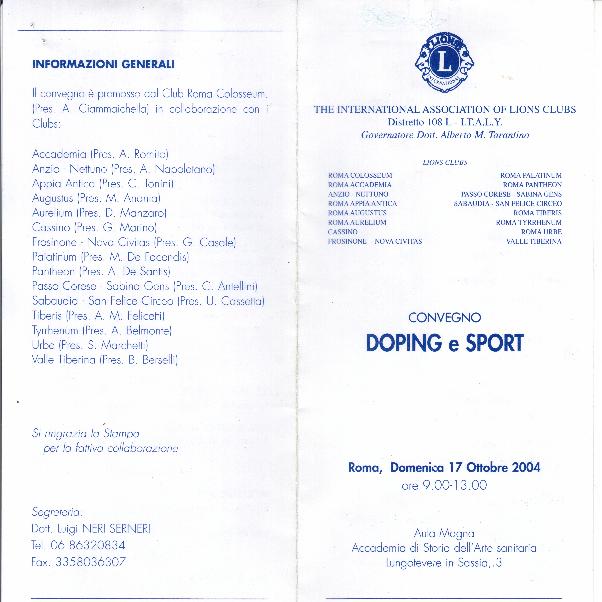 INFORMAZIONI GENERALI
Il convegno è promosso dal Club Roma Colosseum,
(Pres. A. Giammaichella) in collaborazione con i
Clubs:
Accademia (Pres. A. Romito)
Anzio - Nettuno (Pres. A. Napoletano)
Appia Antica (Pres. C. Tonini)
Augustus (Pres. M. Anania)
Aurelium (Pres. D. Manzaro)
Cassino (Pres. G. Marino)
Frosinone - Nova Civitas (Pres. G. Casale)
Palatinum (Pres. M. De Facendis)
Pantheon (Pres. A. De Santis)
Passo Corese - Sabina Gens (Pres. C. Antellini)
Sabaudia - San Felice Circeo (Pres. U. Cassetta)
Tiberis (Pres. A. M. Felicetti)
Tyrrhenum (Pres. A. Belmonte)
Urbe (Pres. S. Marchetti)
Valle Tiberina (Pres. B. Berselli)
Si ringrazia la Stampa
per la fattiva collaborazione
Segreteria:
Dott. Luigi NERI SERNERI
Tel. 06 86320834
Fax. 3358036307
LIONS
L
INTERNATIONAL
THE INTERNATIONAL ASSOCIATION OF LIONS CLUBS
Distretto 108 L - I.T.A.L.Y.
Governatore Dott. Alberto M. Tarantino
LIONS CLUBS
ROMA COLOSSEUM ROMA PALATINUM
ROMA ACCADEMIA ROMA PANTHEON
ANZIO - NETTUNO PASSO CORESE - SABINA GENS
ROMA APPIA ANTICA SABAUDIA - SAN FELICE CIRCEO
ROMA AUGUSTUS ROMA TIBERIS
ROMA AURELIUM ROMA TYRRHENUM
CASSINO ROMA URBE
FROSINONE - NOVA CIVITAS VALLE TIBERINA
CONVEGNO
DOPING e SPORT
Roma, Domenica 17 Ottobre 2004
ore 9.00-13.00
Aula Magna
Accademia di Storia dell'Arte sanitaria
Lungotevere in Sassia, 3